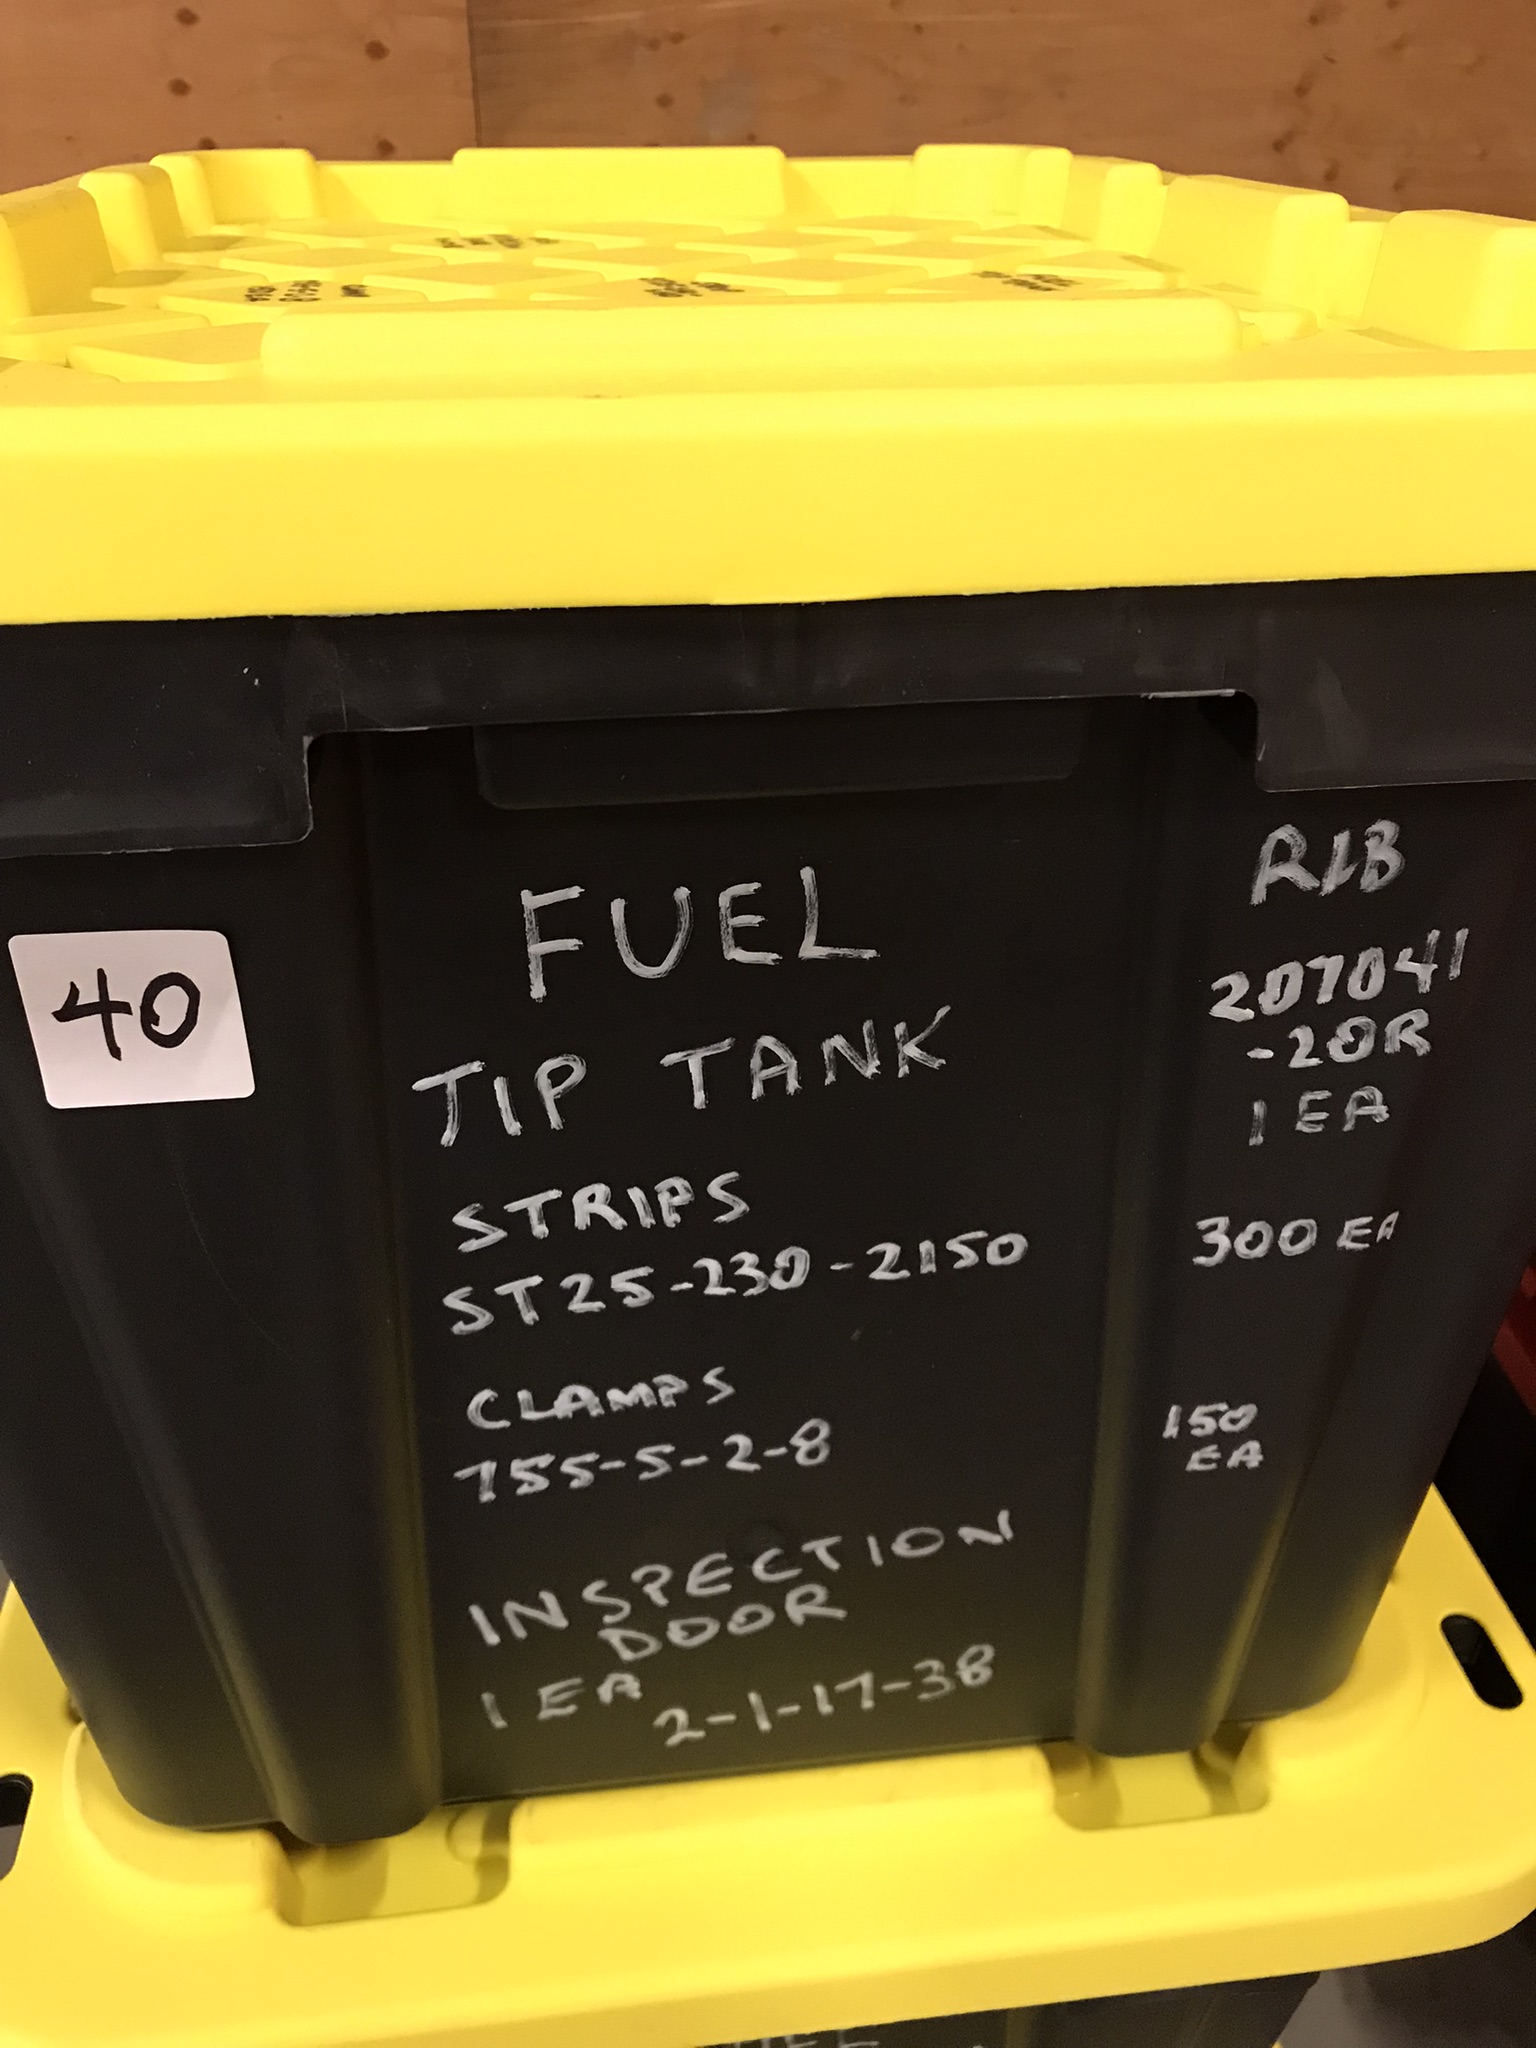 40
FUEL
TIP TANK
STRIPS
ST25-230-2150
CLAMPS
755-5-2-8
INSPECTION
DOOR
1 EA
2-1-17-38
RIB
207041
-20R
1 EA
300 EA
150
EA